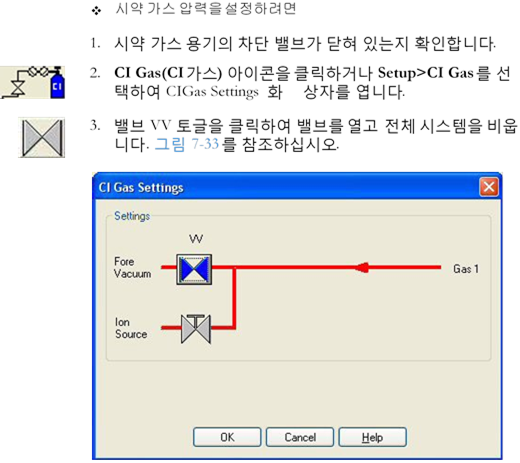 ❖ 시약 가스 압력을 설정하려면
1. 시약 가스 용기의 차단 밸브가 닫혀 있는지 확인합니다.
2. CI Gas(CI 가스) 아이콘을 클릭하거나 Setup>CI Gas를 선
택하여 CIGas Settings 화 상자를 엽니다.
CI
3. 밸브 VV 토글을 클릭하여 밸브를 열고 전체 시스템을 비웁
니다. 그림 7-33를 참조하십시오.
CI Gas Settings
Settings
VV
Fore
Vacuum
Gas 1
Ion
Source
OK Cancel Help